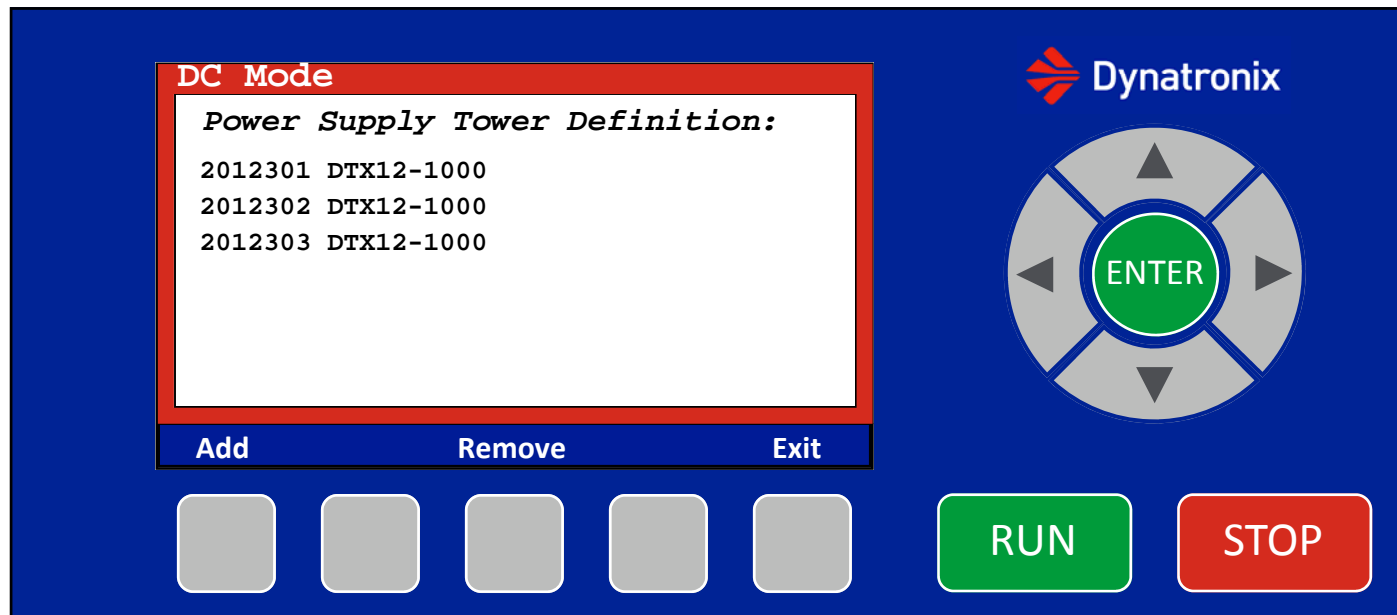 DC Mode
Power Supply Tower Definition:
2012301 DTX12-1000
2012302 DTX12-1000
2012303 DTX12-1000
Add Remove Exit
Dynatronix
ENTER
RUN STOP